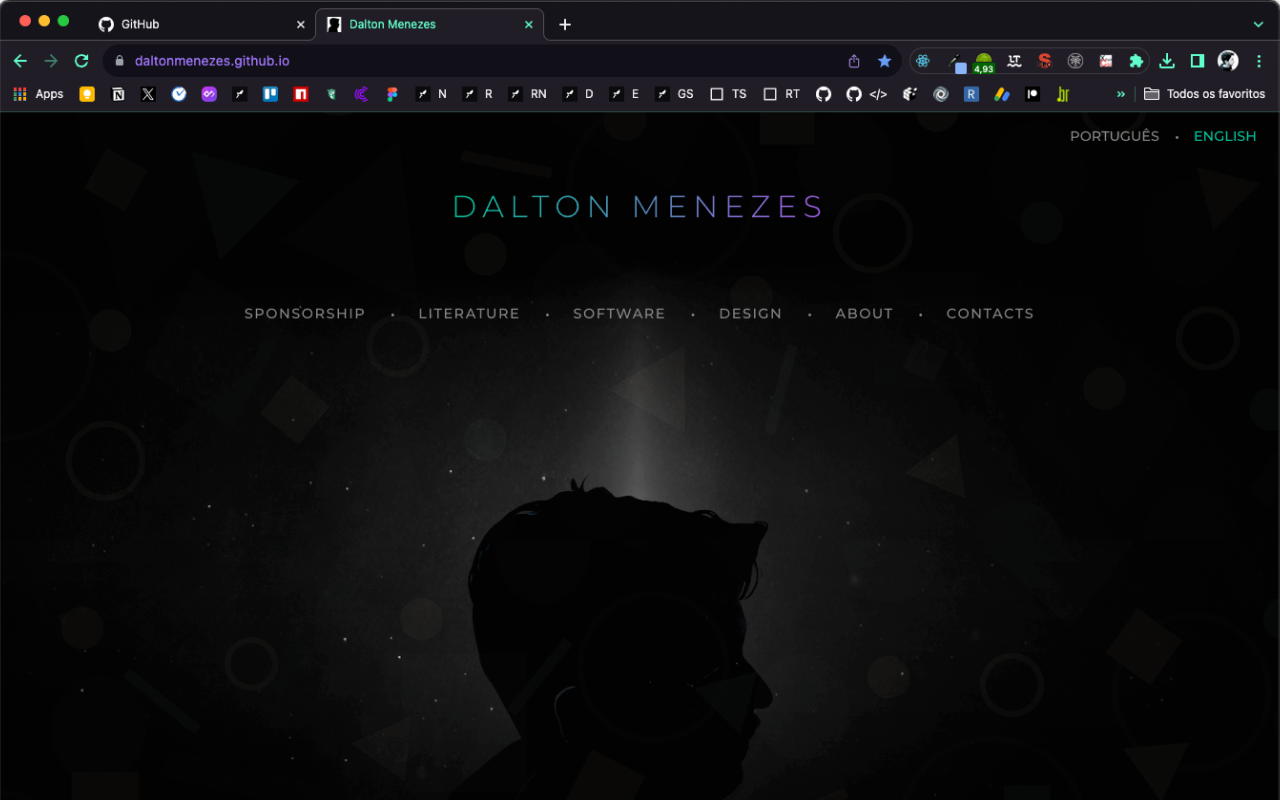 GitHub
Dalton Menezes
daltonmenezes.github.io
4,93
Apps N R RN D E GS TS RT </> R hr » Todos os favoritos
PORTUGUÊS • ENGLISH
DALTON MENEZES
SPONSORSHIP • LITERATURE • SOFTWARE • DESIGN • ABOUT • CONTACTS